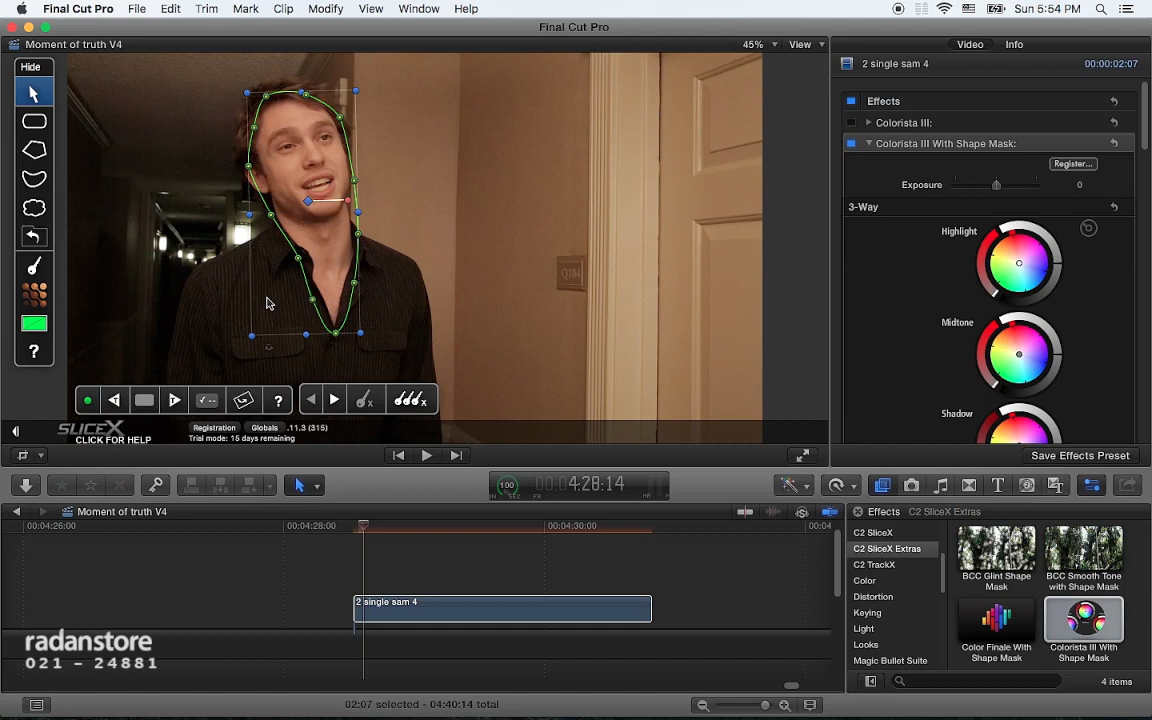 Final Cut Pro File Edit Trim Mark Clip Modify View Window Help Sun 5:54 PM
Final Cut Pro
Moment of truth V4 45% View
Video Info
2 single sam 4 00:00:02:07
Hide
Effects
Colorista III:
Colorista III With Shape Mask:
Register...
Exposure 0
3-Way
Highlight
Midtone
Shadow
Q104
?
?
SLICEX
CLICK FOR HELP
Registration Globals .11.3 (315)
Trial mode: 15 days remaining
Save Effects Preset
100 4:28:14
Moment of truth V4
Effects C2 SliceX Extras
00:04:26:00 00:04:28:00 00:04:30:00 00:04
2 single sam 4
C2 SliceX
C2 SliceX Extras
C2 TrackX
Color
Distortion
Keying
Light
Looks
Magic Bullet Suite
BCC Glint Shape Mask
BCC Smooth Tone with Shape Mask
Color Finale With Shape Mask
Colorista III With Shape Mask
4 items
radanstore
021 - 24881
02:07 selected - 04:40:14 total